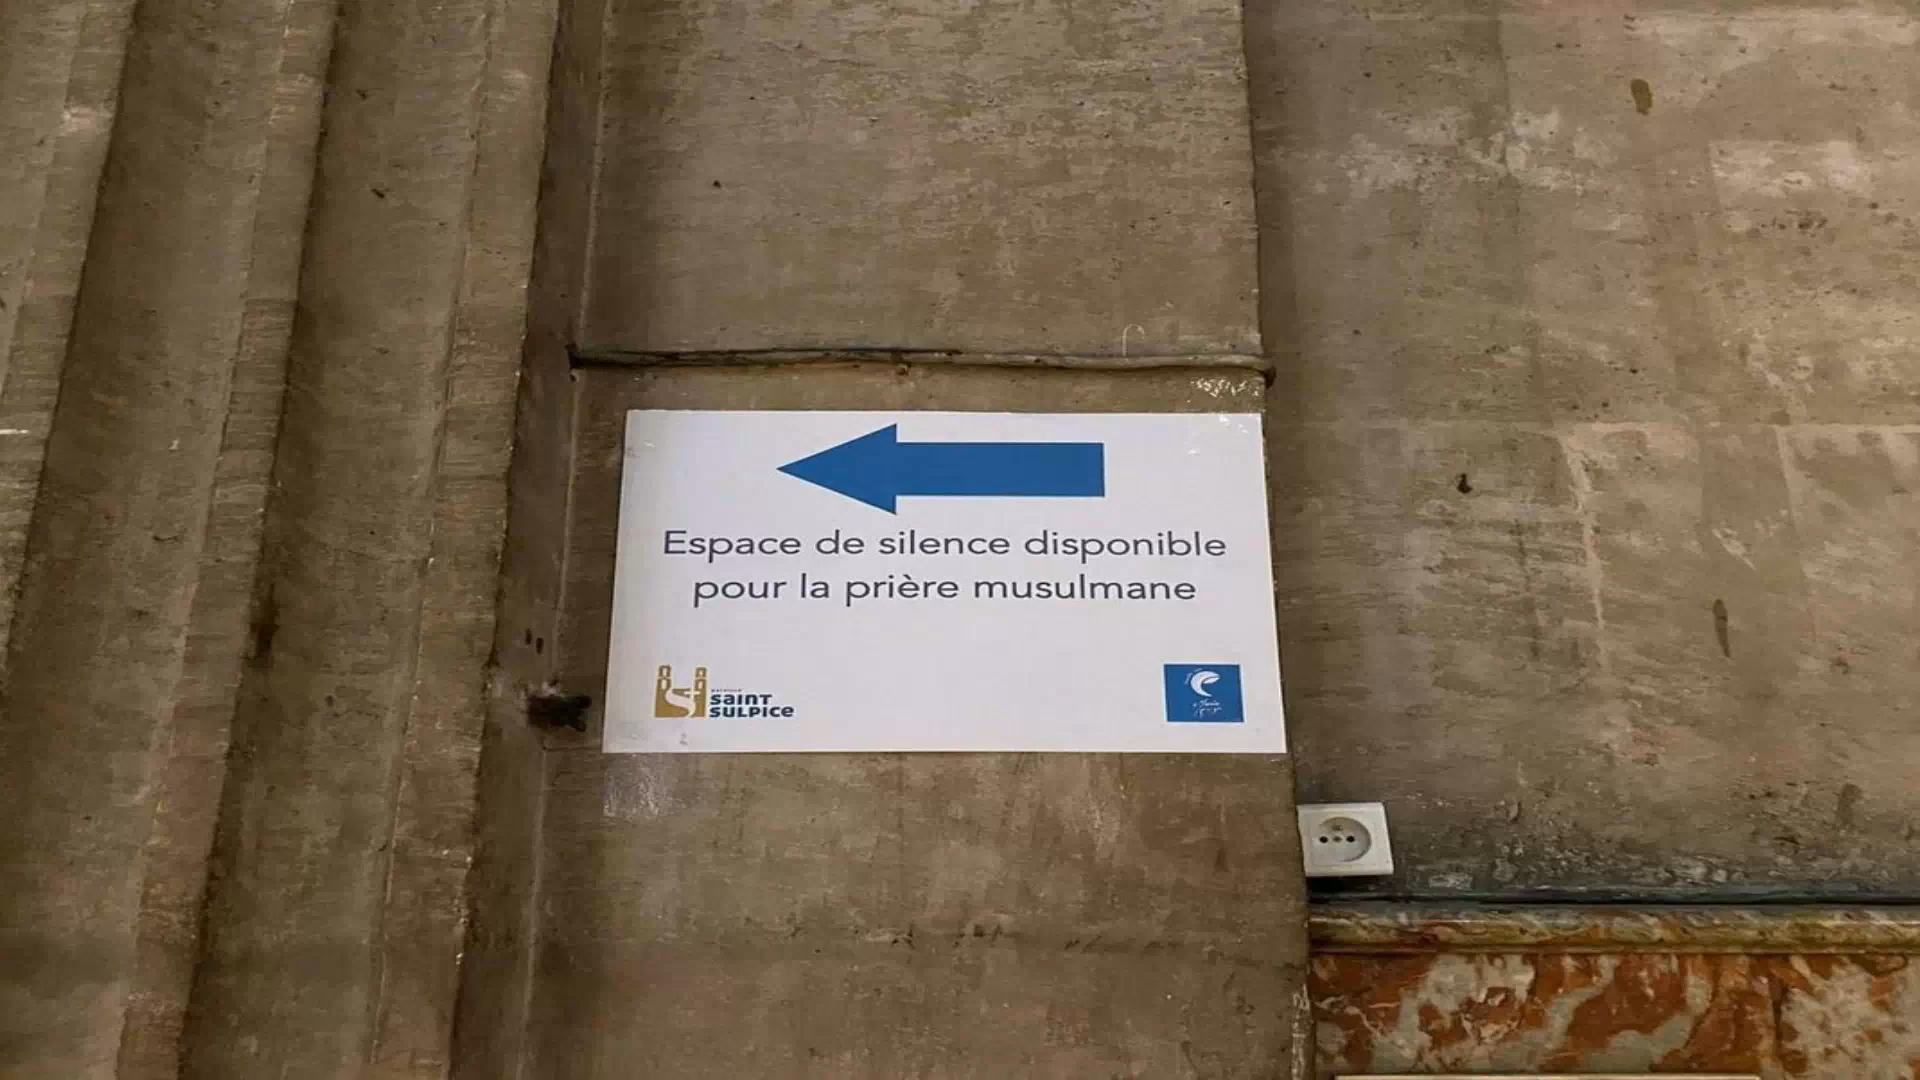 Espace de silence disponible
pour la prière musulmane
SAINT
SULPICE